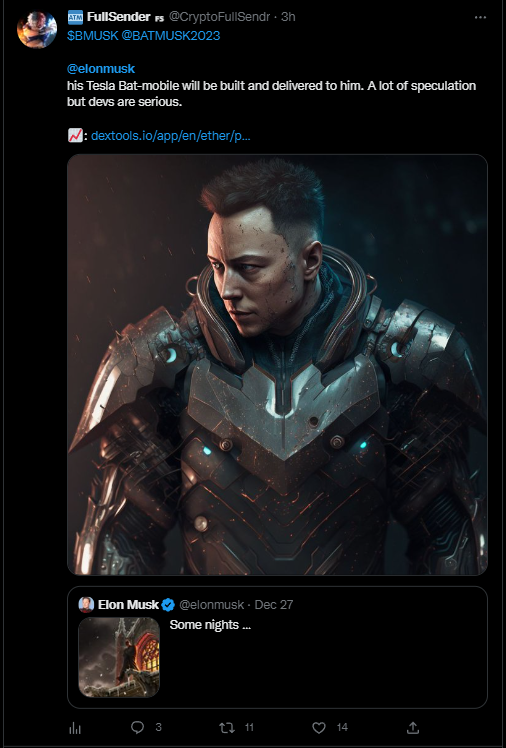 ATM FullSender FS @CryptoFullSendr · 3h
$BMUSK @BATMUSK2023
@elonmusk
his Tesla Bat-mobile will be built and delivered to him. A lot of speculation
but devs are serious.
📈: dextools.io/app/en/ether/p...
Elon Musk @elonmusk · Dec 27
Some nights ...
3 11 14